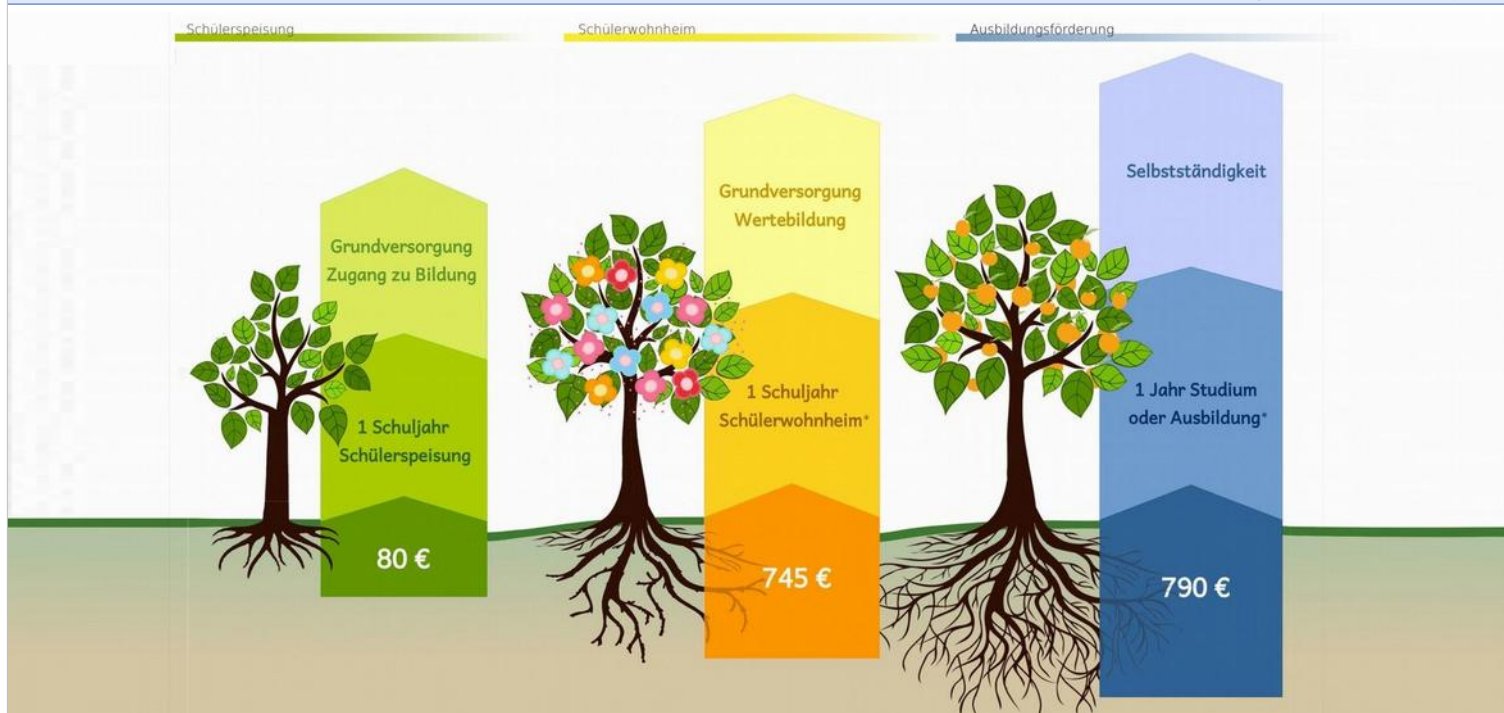 Schülerspeisung
Schülerwohnheim
Ausbildungsförderung
Grundversorgung
Zugang zu Bildung
1 Schuljahr
Schülerspeisung
80 €
Grundversorgung
Wertebildung
1 Schuljahr
Schülerwohnheim*
745 €
Selbstständigkeit
1 Jahr Studium
oder Ausbildung*
790 €